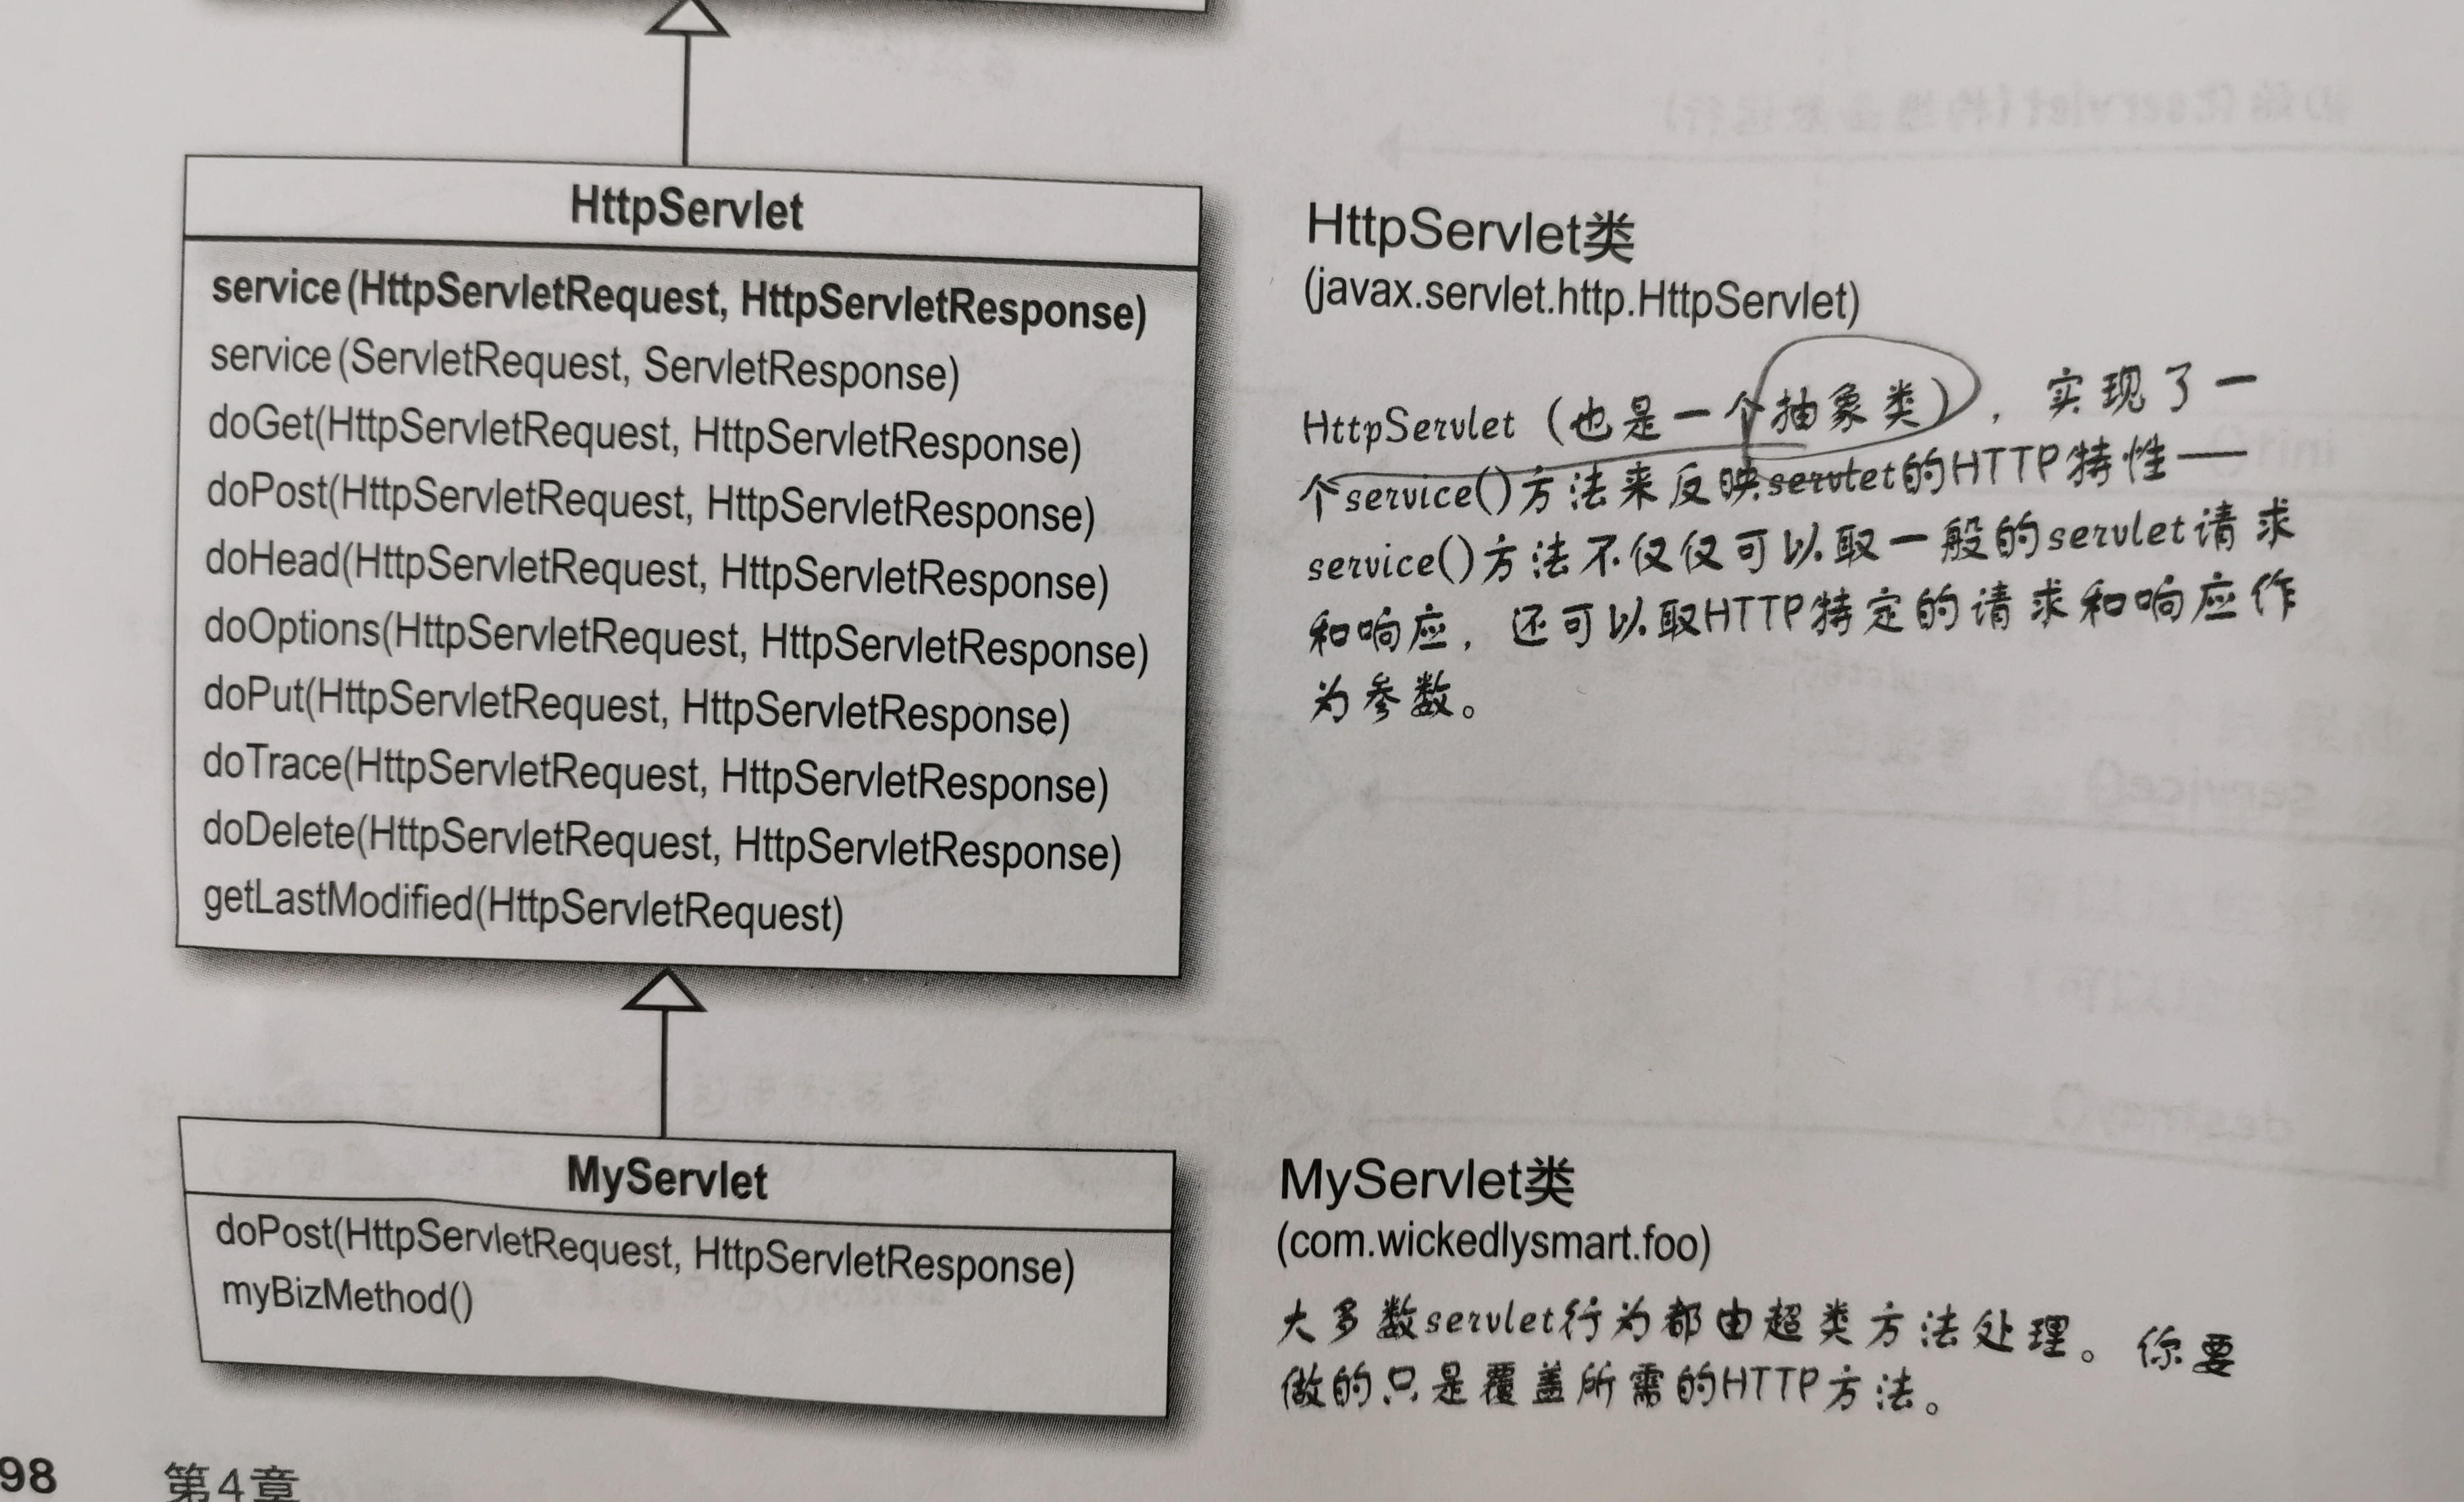 HttpServlet
service(HttpServletRequest, HttpServletResponse)
service(ServletRequest, ServletResponse)
doGet(HttpServletRequest, HttpServletResponse)
doPost(HttpServletRequest, HttpServletResponse)
doHead(HttpServletRequest, HttpServletResponse)
doOptions(HttpServletRequest, HttpServletResponse)
doPut(HttpServletRequest, HttpServletResponse)
doTrace(HttpServletRequest, HttpServletResponse)
doDelete(HttpServletRequest, HttpServletResponse)
getLastModified(HttpServletRequest)
HttpServlet类
(javax.servlet.http.HttpServlet)
HttpServlet（也是一个抽象类），实现了一
个service()方法来反映servlet的HTTP特性——
service()方法不仅仅可以取一般的servlet请求
和响应，还可以取HTTP特定的请求和响应作
为参数。
MyServlet
doPost(HttpServletRequest, HttpServletResponse)
myBizMethod()
MyServlet类
(com.wickedlysmart.foo)
大多数servlet行为都由超类方法处理。你要
做的只是覆盖所需的HTTP方法。
98 第4章